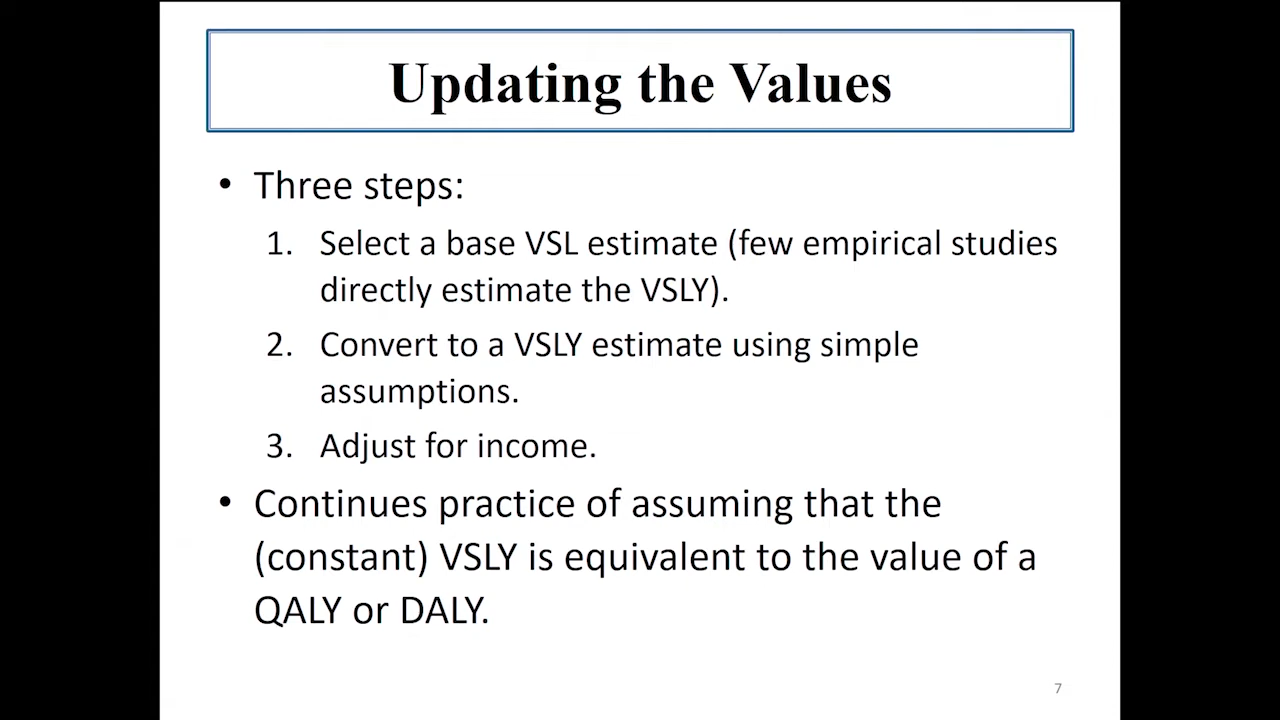 Updating the Values
• Three steps:
1. Select a base VSL estimate (few empirical studies
directly estimate the VSLY).
2. Convert to a VSLY estimate using simple
assumptions.
3. Adjust for income.
• Continues practice of assuming that the
(constant) VSLY is equivalent to the value of a
QALY or DALY.
7